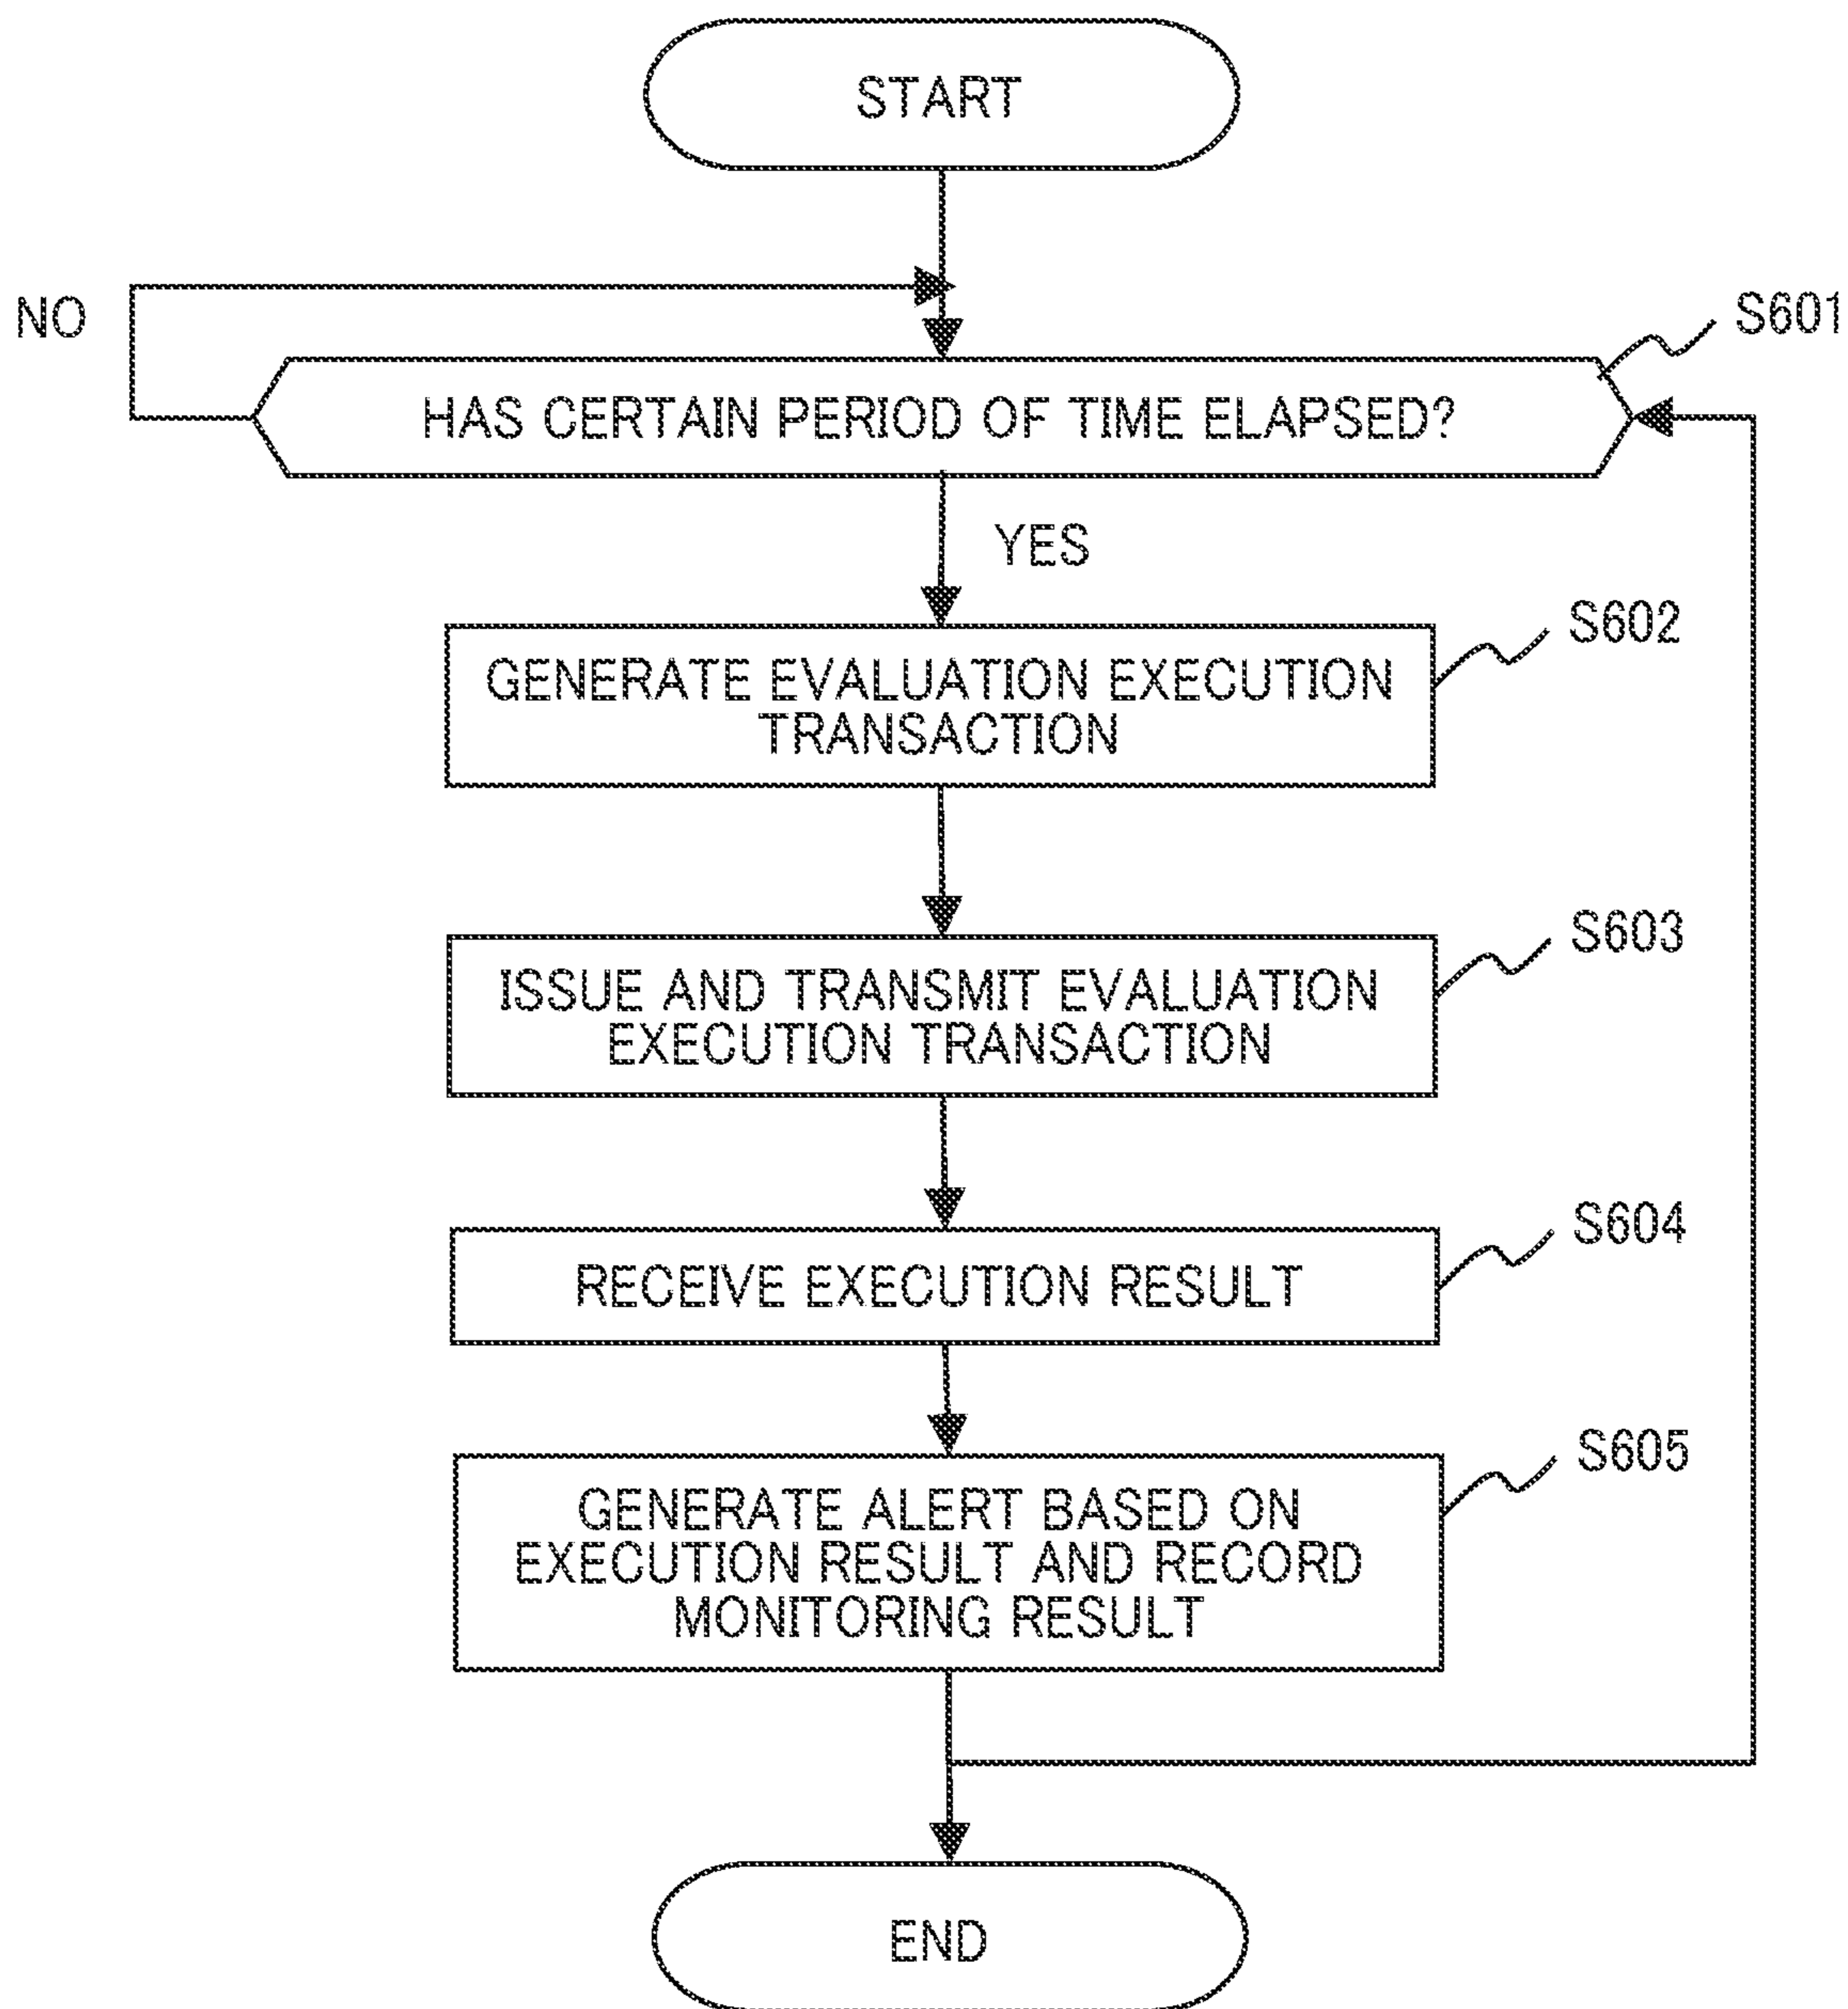 START
NO
S601
HAS CERTAIN PERIOD OF TIME ELAPSED?
YES
S602
GENERATE EVALUATION EXECUTION
TRANSACTION
S603
ISSUE AND TRANSMIT EVALUATION
EXECUTION TRANSACTION
S604
RECEIVE EXECUTION RESULT
S605
GENERATE ALERT BASED ON
EXECUTION RESULT AND RECORD
MONITORING RESULT
END